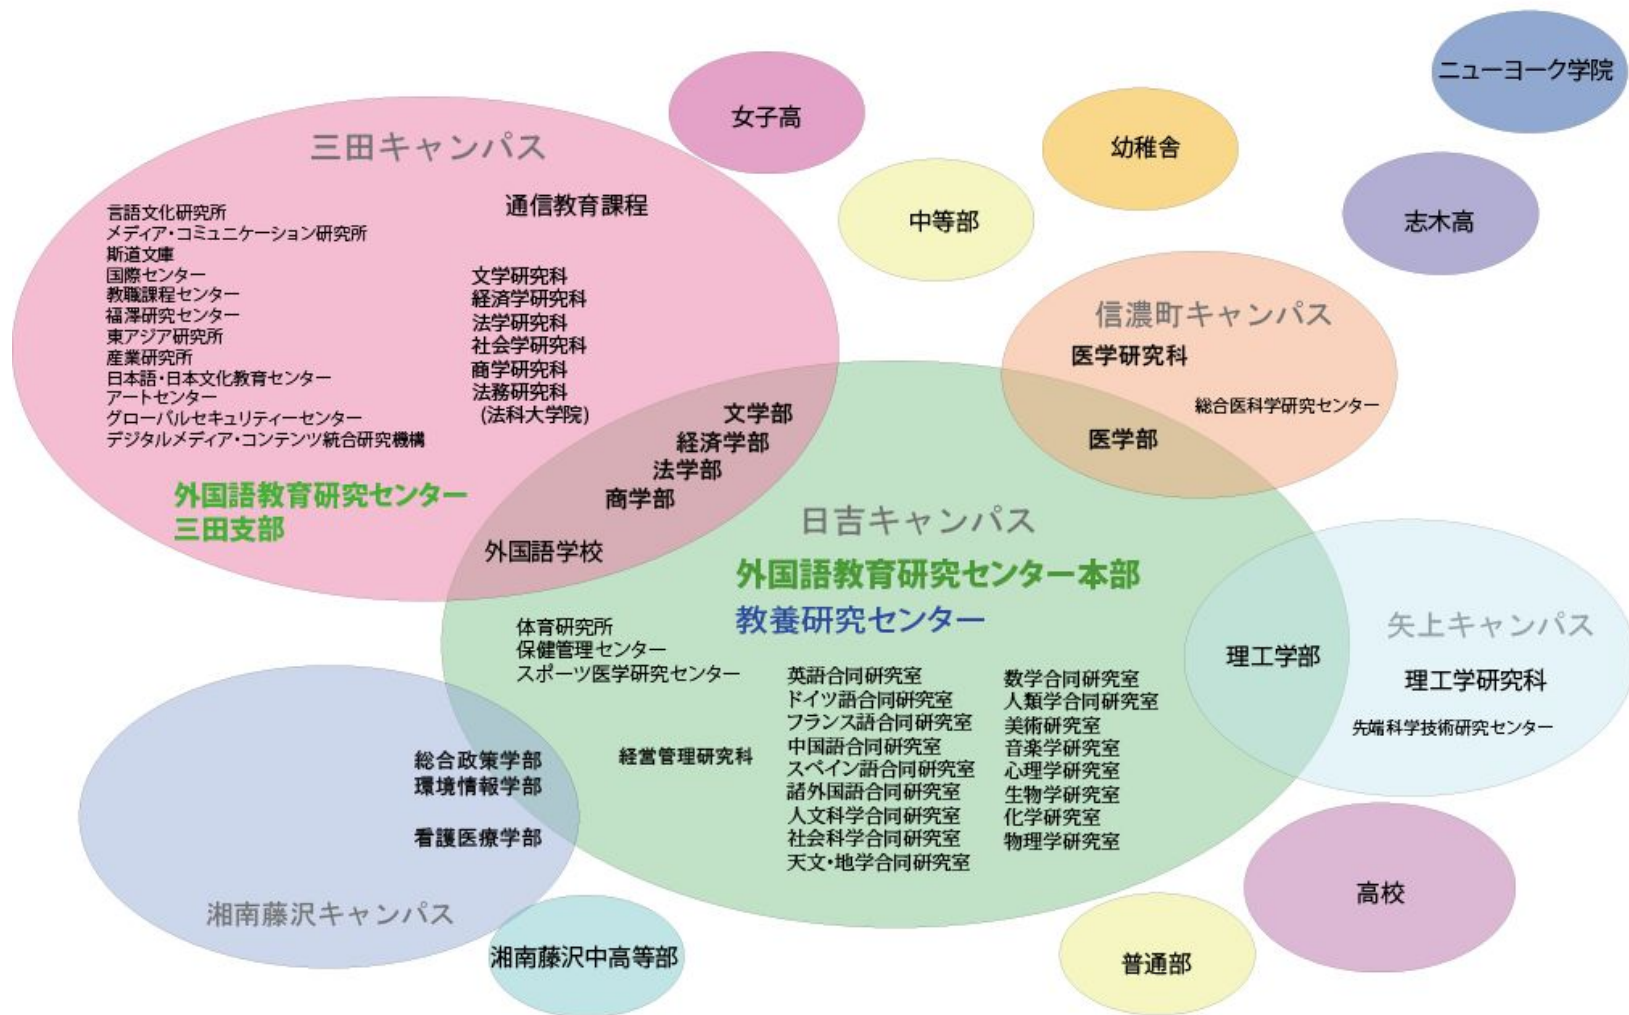 ニューヨーク学院
女子高
幼稚舎
中等部
志木高
三田キャンパス
通信教育課程
言語文化研究所
メディア・コミュニケーション研究所
斯道文庫
国際センター
教職課程センター
福澤研究センター
東アジア研究所
産業研究所
日本語・日本文化教育センター
アートセンター
グローバルセキュリティーセンター
デジタルメディア・コンテンツ統合研究機構
文学研究科
経済学研究科
法学研究科
社会学研究科
商学研究科
法務研究科
(法科大学院)
外国語教育研究センター
三田支部
文学部
経済学部
法学部
商学部
外国語学校
信濃町キャンパス
医学研究科
総合医科学研究センター
医学部
日吉キャンパス
外国語教育研究センター本部
教養研究センター
体育研究所
保健管理センター
スポーツ医学研究センター
経営管理研究科
英語合同研究室
ドイツ語合同研究室
フランス語合同研究室
中国語合同研究室
スペイン語合同研究室
諸外国語合同研究室
人文科学合同研究室
社会科学合同研究室
天文・地学合同研究室
数学合同研究室
人類学合同研究室
美術研究室
音楽学研究室
心理学研究室
生物学研究室
化学研究室
物理学研究室
理工学部
矢上キャンパス
理工学研究科
先端科学技術研究センター
総合政策学部
環境情報学部
看護医療学部
湘南藤沢キャンパス
湘南藤沢中高等部
普通部
高校